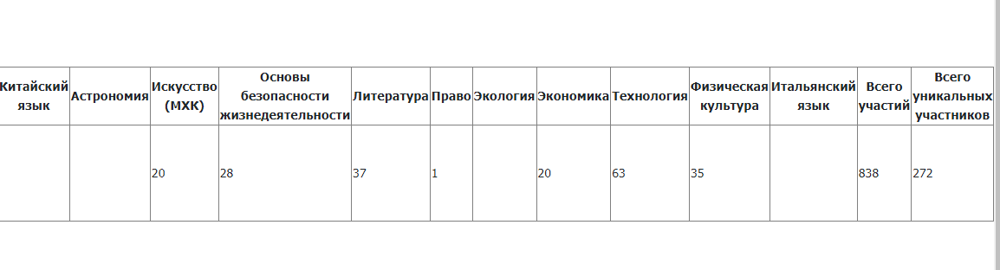 Китайский
язык
Астрономия
Искусство
(МХК)
Основы
безопасности
жизнедеятельности
Литература
Право
Экология
Экономика
Технология
Физическая
культура
Итальянский
язык
Всего
участий
Всего
уникальных
участников
20
28
37
1
20
63
35
838
272